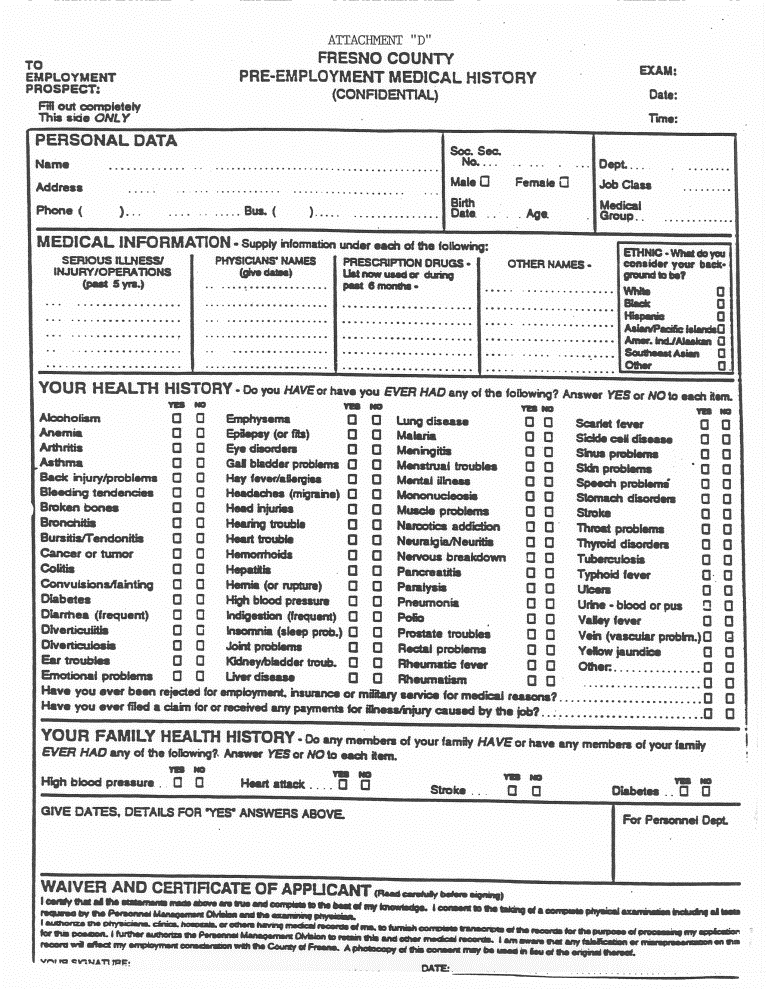 ATTACHMENT "D"
FRESNO COUNTY
PRE-EMPLOYMENT MEDICAL HISTORY
(CONFIDENTIAL)
TO
EMPLOYMENT
PROSPECT:
Fill out completely
This side ONLY
EXAM:
Date:
Time:
PERSONAL DATA
Name
Address
Phone ( )... Bus. ( )
Soc. Sec.
No.
Male ☐ Female ☐
Birth
Date Age
Dept.
Job Class
Medical
Group
MEDICAL INFORMATION - Supply information under each of the following:
SERIOUS ILLNESS/
INJURY/OPERATIONS
(past 5 yrs.)
PHYSICIANS' NAMES
(give dates)
PRESCRIPTION DRUGS -
List now used or during
past 6 months -
OTHER NAMES -
ETHNIC - What do you
consider your back-
ground to be?
White ☐
Black ☐
Hispanic ☐
Asian/Pacific Islands ☐
Amer. Ind./Alaskan ☐
Southeast Asian ☐
Other ☐
YOUR HEALTH HISTORY - Do you HAVE or have you EVER HAD any of the following? Answer YES or NO to each item.
YES NO
Alcoholism ☐ ☐
Anemia ☐ ☐
Arthritis ☐ ☐
Asthma ☐ ☐
Back injury/problems ☐ ☐
Bleeding tendencies ☐ ☐
Broken bones ☐ ☐
Bronchitis ☐ ☐
Bursitis/Tendonitis ☐ ☐
Cancer or tumor ☐ ☐
Colitis ☐ ☐
Convulsions/fainting ☐ ☐
Diabetes ☐ ☐
Diarrhea (frequent) ☐ ☐
Diverticulitis ☐ ☐
Diverticulosis ☐ ☐
Ear troubles ☐ ☐
Emotional problems ☐ ☐
YES NO
Emphysema ☐ ☐
Epilepsy (or fits) ☐ ☐
Eye disorders ☐ ☐
Gall bladder problems ☐ ☐
Hay fever/allergies ☐ ☐
Headaches (migraine) ☐ ☐
Head injuries ☐ ☐
Hearing trouble ☐ ☐
Heart trouble ☐ ☐
Hemorrhoids ☐ ☐
Hepatitis ☐ ☐
Hernia (or rupture) ☐ ☐
High blood pressure ☐ ☐
Indigestion (frequent) ☐ ☐
Insomnia (sleep prob.) ☐ ☐
Joint problems ☐ ☐
Kidney/bladder troub. ☐ ☐
Liver disease ☐ ☐
YES NO
Lung disease ☐ ☐
Malaria ☐ ☐
Meningitis ☐ ☐
Menstrual troubles ☐ ☐
Mental illness ☐ ☐
Mononucleosis ☐ ☐
Muscle problems ☐ ☐
Narcotics addiction ☐ ☐
Neuralgia/Neuritis ☐ ☐
Nervous breakdown ☐ ☐
Pancreatitis ☐ ☐
Paralysis ☐ ☐
Pneumonia ☐ ☐
Polio ☐ ☐
Prostate troubles ☐ ☐
Rectal problems ☐ ☐
Rheumatic fever ☐ ☐
Rheumatism ☐ ☐
YES NO
Scarlet fever ☐ ☐
Sickle cell disease ☐ ☐
Sinus problems ☐ ☐
Skin problems ☐ ☐
Speech problems ☐ ☐
Stomach disorders ☐ ☐
Stroke ☐ ☐
Throat problems ☐ ☐
Thyroid disorders ☐ ☐
Tuberculosis ☐ ☐
Typhoid fever ☐ ☐
Ulcers ☐ ☐
Urine - blood or pus ☐ ☐
Valley fever ☐ ☐
Vein (vascular problm.) ☐ ☐
Yellow jaundice ☐ ☐
Other: ☐ ☐
Have you ever been rejected for employment, insurance or military service for medical reasons? ☐ ☐
Have you ever filed a claim for or received any payments for illness/injury caused by the job? ☐ ☐
YOUR FAMILY HEALTH HISTORY - Do any members of your family HAVE or have any members of your family
EVER HAD any of the following? Answer YES or NO to each item.
YES NO YES NO YES NO YES NO
High blood pressure ☐ ☐ Heart attack ☐ ☐ Stroke ☐ ☐ Diabetes ☐ ☐
GIVE DATES, DETAILS FOR "YES" ANSWERS ABOVE.
For Personnel Dept.
WAIVER AND CERTIFICATE OF APPLICANT (Read carefully before signing)
I certify that all the statements made above are true and complete to the best of my knowledge. I consent to the taking of a complete physical examination including all tests
required by the Personnel Management Division and the examining physician.
I authorize the physicians, clinics, hospitals, or others having medical records of me, to furnish complete transcripts of the records for the purpose of processing my application
for this position. I further authorize the Personnel Management Division to retain this and other medical records. I am aware that any falsification or misrepresentation on the
record will affect my employment consideration with the County of Fresno. A photocopy of this consent may be used in lieu of the original thereof.
YOUR SIGNATURE:
DATE: